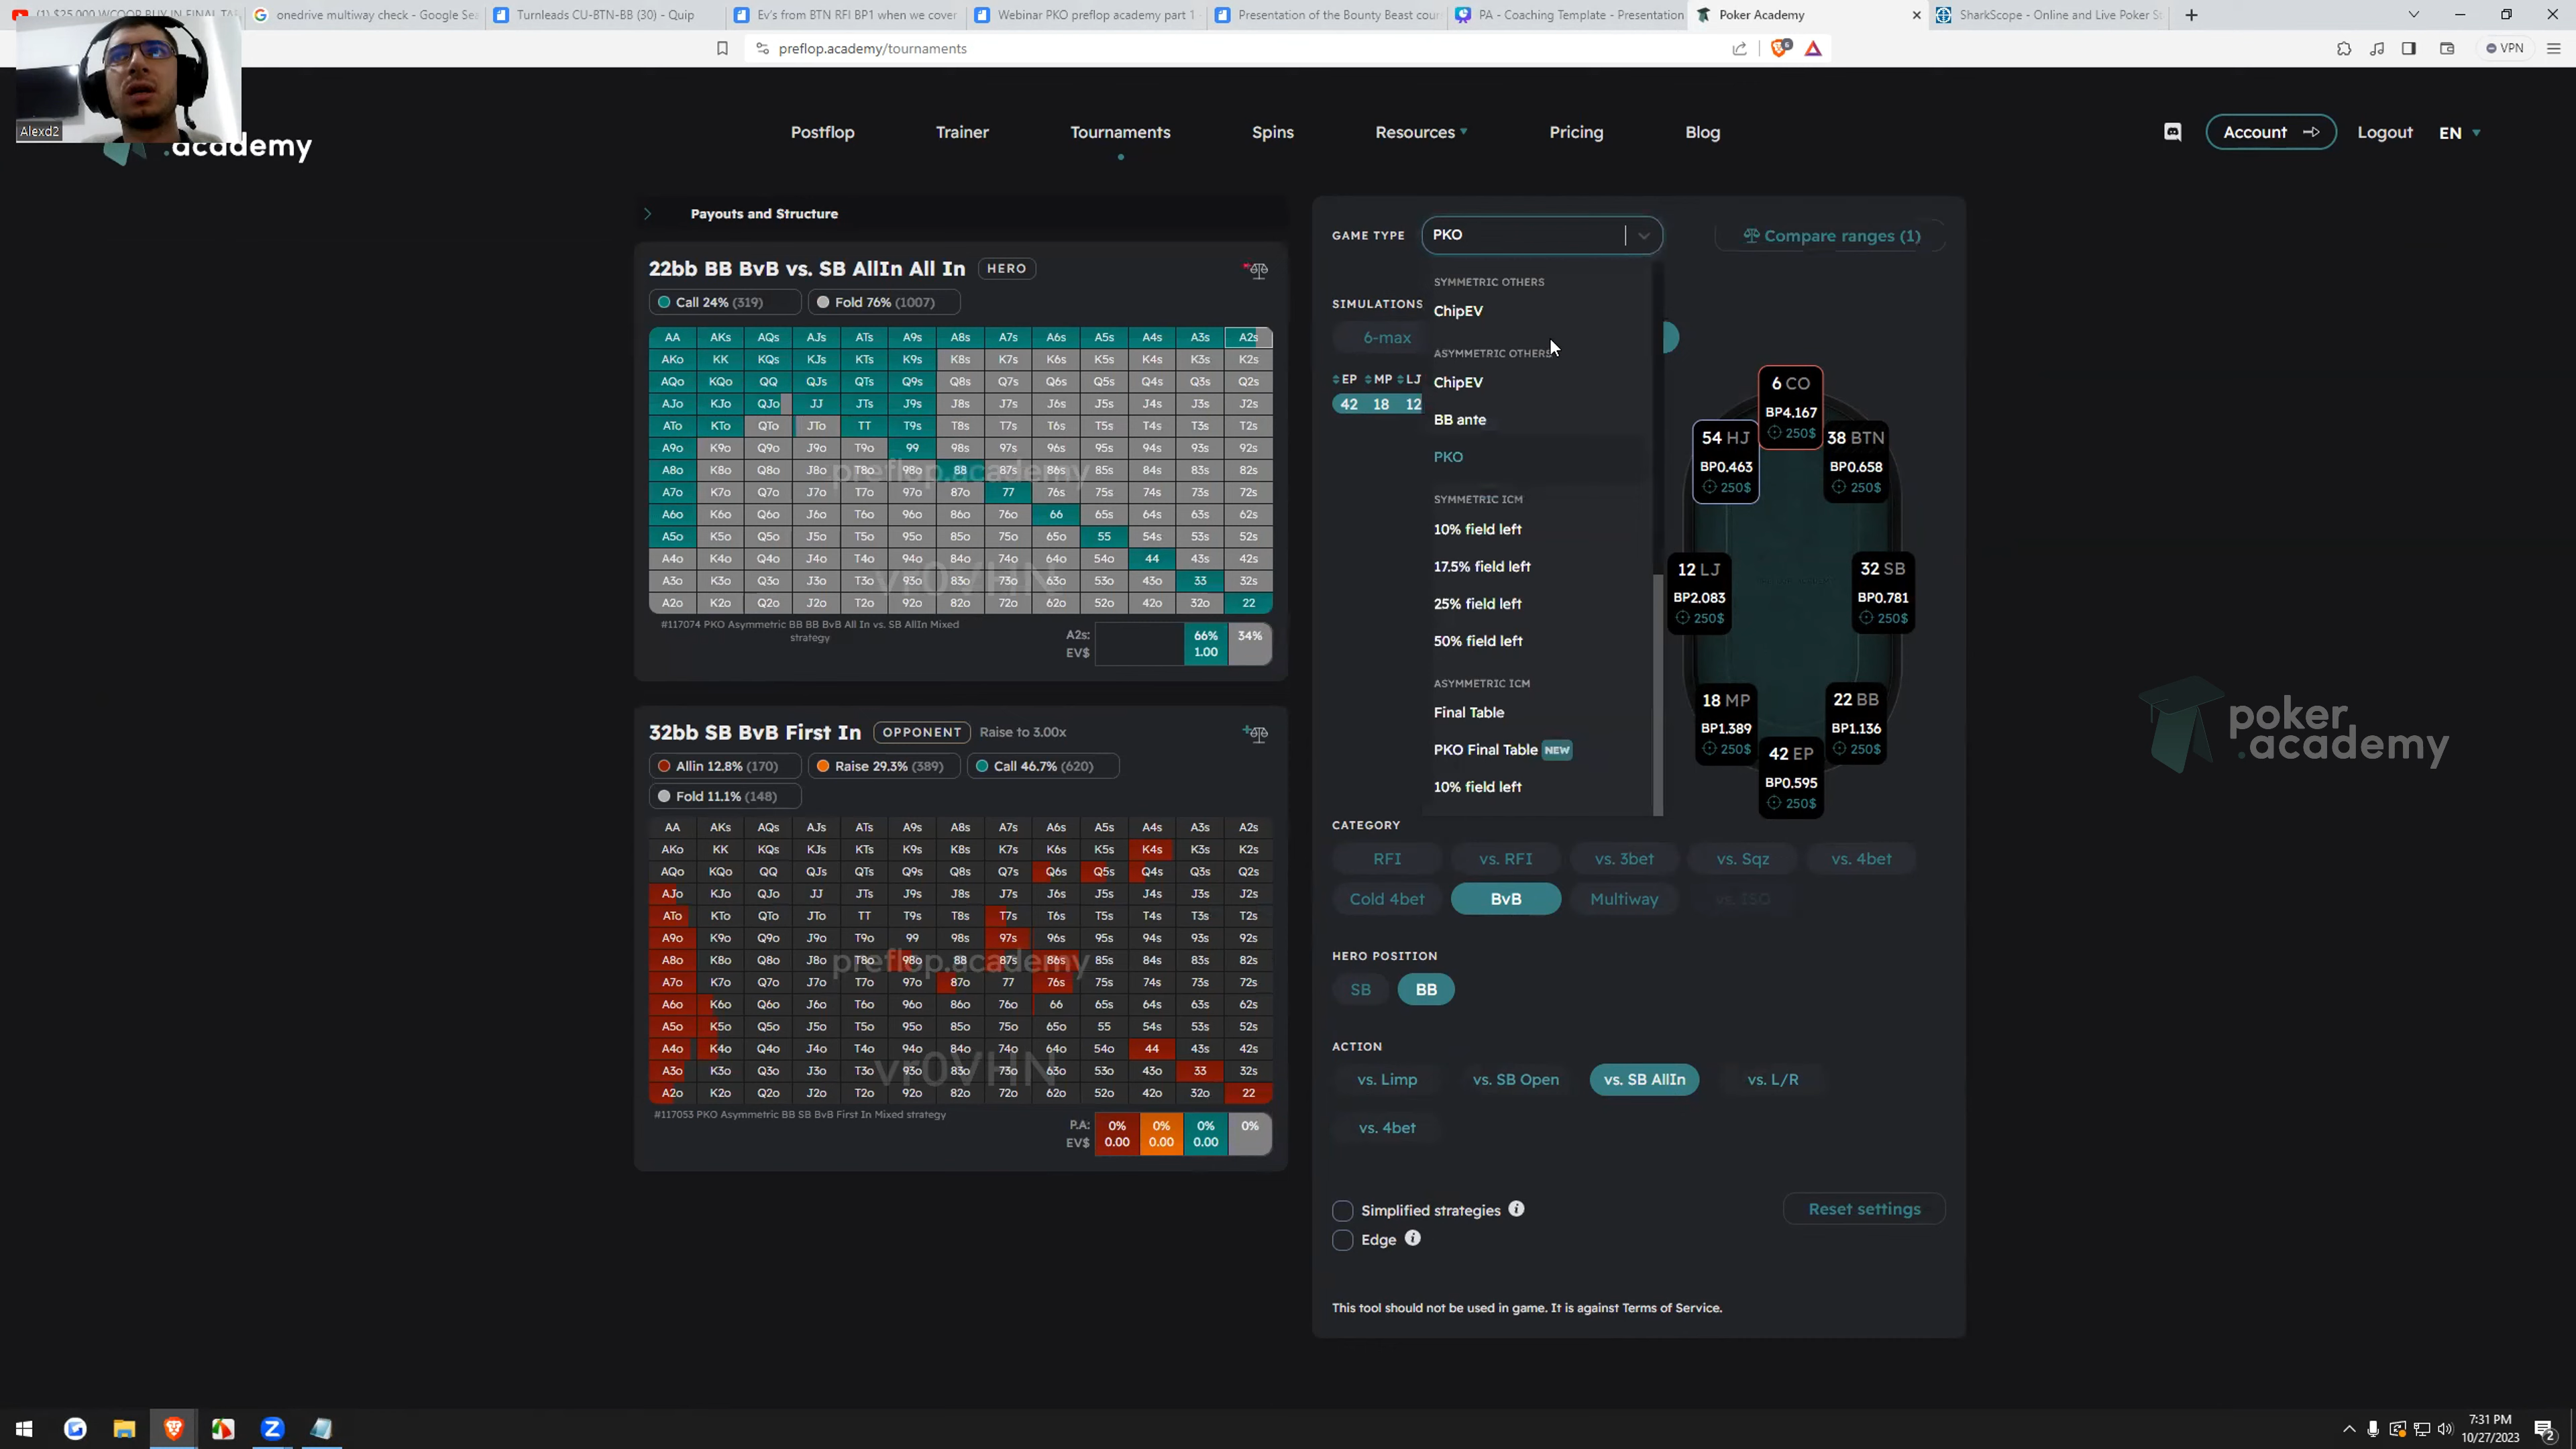 (1) $25,000 WCOOP BUY IN FINAL TAB
onedrive multiway check - Google Sea
Turnleads CU-BTN-BB (30) - Quip
Ev's from BTN RFI BP1 when we cover
Webinar PKO preflop academy part 1
Presentation of the Bounty Beast cour
PA - Coaching Template - Presentation
Poker Academy
SharkScope - Online and Live Poker St
preflop.academy/tournaments
6
VPN
Alexd2
.academy
Postflop
Trainer
Tournaments
Spins
Resources
Pricing
Blog
Account
Logout
EN
Payouts and Structure
22bb BB BvB vs. SB AllIn All In HERO
Call 24% (319) Fold 76% (1007)
AA AKs AQs AJs ATs A9s A8s A7s A6s A5s A4s A3s A2s
AKo KK KQs KJs KTs K9s K8s K7s K6s K5s K4s K3s K2s
AQo KQo QQ QJs QTs Q9s Q8s Q7s Q6s Q5s Q4s Q3s Q2s
AJo KJo QJo JJ JTs J9s J8s J7s J6s J5s J4s J3s J2s
ATo KTo QTo JTo TT T9s T8s T7s T6s T5s T4s T3s T2s
A9o K9o Q9o J9o T9o 99 98s 97s 96s 95s 94s 93s 92s
A8o K8o Q8o J8o T8o 98o 88 87s 86s 85s 84s 83s 82s
A7o K7o Q7o J7o T7o 97o 87o 77 76s 75s 74s 73s 72s
A6o K6o Q6o J6o T6o 96o 86o 76o 66 65s 64s 63s 62s
A5o K5o Q5o J5o T5o 95o 85o 75o 65o 55 54s 53s 52s
A4o K4o Q4o J4o T4o 94o 84o 74o 64o 54o 44 43s 42s
A3o K3o Q3o J3o T3o 93o 83o 73o 63o 53o 43o 33 32s
A2o K2o Q2o J2o T2o 92o 82o 72o 62o 52o 42o 32o 22
preflop.academy
vr0VHN
#117074 PKO Asymmetric BB BB BvB All In vs. SB AllIn Mixed
strategy
A2s: 66% 34%
EV$ 1.00
32bb SB BvB First In OPPONENT Raise to 3.00x
Allin 12.8% (170) Raise 29.3% (389) Call 46.7% (620)
Fold 11.1% (148)
AA AKs AQs AJs ATs A9s A8s A7s A6s A5s A4s A3s A2s
AKo KK KQs KJs KTs K9s K8s K7s K6s K5s K4s K3s K2s
AQo KQo QQ QJs QTs Q9s Q8s Q7s Q6s Q5s Q4s Q3s Q2s
AJo KJo QJo JJ JTs J9s J8s J7s J6s J5s J4s J3s J2s
ATo KTo QTo JTo TT T9s T8s T7s T6s T5s T4s T3s T2s
A9o K9o Q9o J9o T9o 99 98s 97s 96s 95s 94s 93s 92s
A8o K8o Q8o J8o T8o 98o 88 87s 86s 85s 84s 83s 82s
A7o K7o Q7o J7o T7o 97o 87o 77 76s 75s 74s 73s 72s
A6o K6o Q6o J6o T6o 96o 86o 76o 66 65s 64s 63s 62s
A5o K5o Q5o J5o T5o 95o 85o 75o 65o 55 54s 53s 52s
A4o K4o Q4o J4o T4o 94o 84o 74o 64o 54o 44 43s 42s
A3o K3o Q3o J3o T3o 93o 83o 73o 63o 53o 43o 33 32s
A2o K2o Q2o J2o T2o 92o 82o 72o 62o 52o 42o 32o 22
preflop.academy
vr0VHN
#117053 PKO Asymmetric BB SB BvB First In Mixed strategy
P.A: 0% 0% 0% 0%
EV$ 0.00 0.00 0.00
GAME TYPE PKO
Compare ranges (1)
SIMULATIONS
6-max
EP MP LJ
42 18 12
SYMMETRIC OTHERS
ChipEV
ASYMMETRIC OTHERS
ChipEV
BB ante
PKO
SYMMETRIC ICM
10% field left
17.5% field left
25% field left
50% field left
ASYMMETRIC ICM
Final Table
PKO Final Table NEW
10% field left
6 CO
BP4.167
250$
54 HJ
BP0.463
250$
38 BTN
BP0.658
250$
12 LJ
BP2.083
250$
32 SB
BP0.781
250$
18 MP
BP1.389
250$
22 BB
BP1.136
250$
42 EP
BP0.595
250$
CATEGORY
RFI vs. RFI vs. 3bet vs. Sqz vs. 4bet
Cold 4bet BvB Multiway vs. ISO
HERO POSITION
SB BB
ACTION
vs. Limp vs. SB Open vs. SB AllIn vs. L/R
vs. 4bet
Simplified strategies
Reset settings
Edge
This tool should not be used in game. It is against Terms of Service.
poker
.academy
7:31 PM
10/27/2023
2